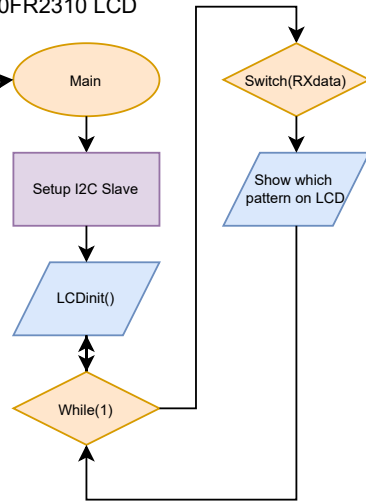 0FR2310 LCD
Main
Setup I2C Slave
LCDinit()
While(1)
Switch(RXdata)
Show which
pattern on LCD